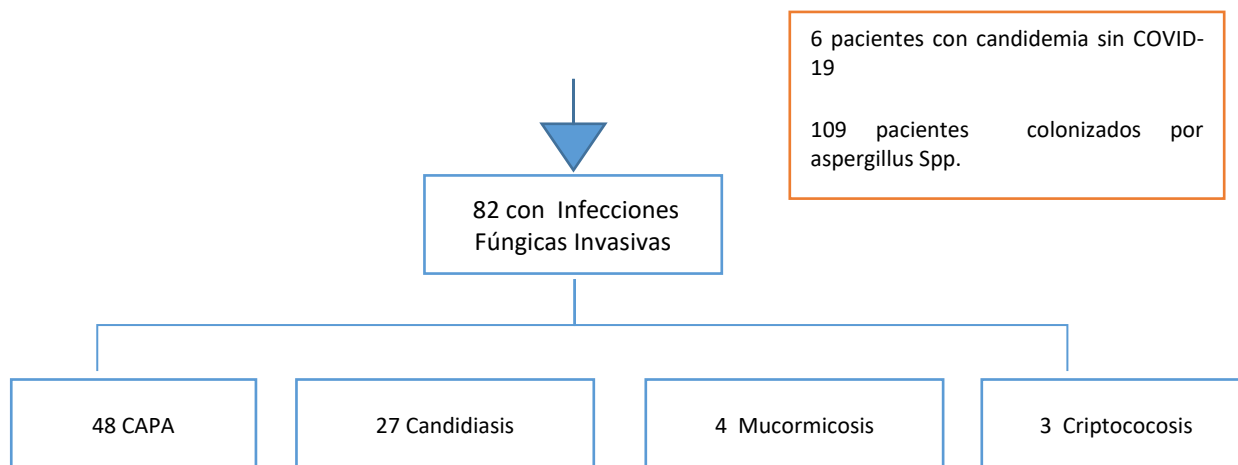 6 pacientes con candidemia sin COVID-
19
109 pacientes colonizados por
aspergillus Spp.
82 con Infecciones
Fúngicas Invasivas
48 CAPA
27 Candidiasis
4 Mucormicosis
3 Criptococosis